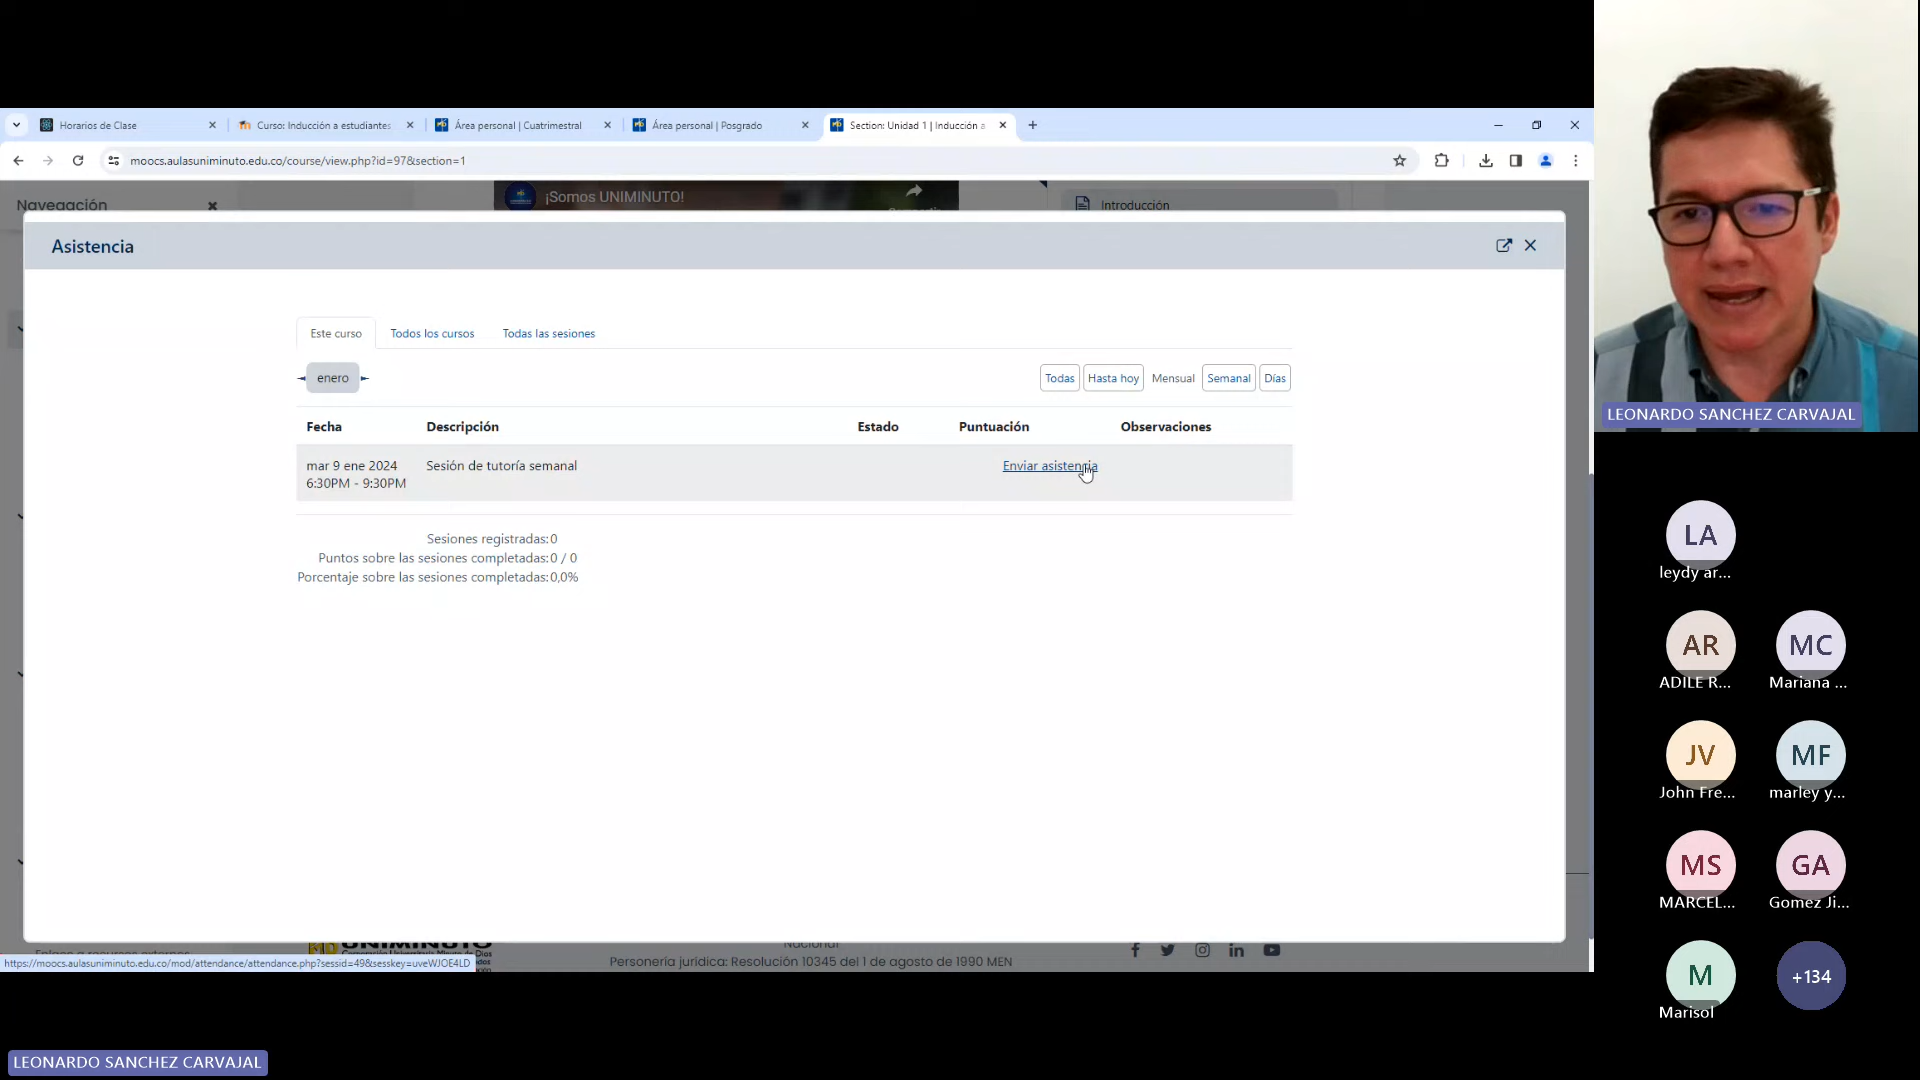 Horarios de Clase
Curso: Inducción a estudiantes
Área personal | Cuatrimestral
Área personal | Posgrado
Section: Unidad 1 | Inducción a
moocs.aulasuniminuto.edu.co/course/view.php?id=97&section=1
Navegación
¡Somos UNIMINUTO!
Introducción
Asistencia
Este curso
Todos los cursos
Todas las sesiones
enero
Todas
Hasta hoy
Mensual
Semanal
Días
Fecha Descripción Estado Puntuación Observaciones
mar 9 ene 2024 Sesión de tutoría semanal Enviar asistencia
6:30PM - 9:30PM
Sesiones registradas: 0
Puntos sobre las sesiones completadas: 0 / 0
Porcentaje sobre las sesiones completadas: 0,0%
UNIMINUTO
Nacional
Personería jurídica: Resolución 10345 del 1 de agosto de 1990 MEN
https://moocs.aulasuniminuto.edu.co/mod/attendance/attendance.php?sessid=49&sesskey=uveWJOE4LD
LEONARDO SANCHEZ CARVAJAL
LA
leydy ar...
AR
ADILE R...
MC
Mariana ...
JV
John Fre...
MF
marley y...
MS
MARCEL...
GA
Gomez Ji...
M
Marisol
+134
LEONARDO SANCHEZ CARVAJAL